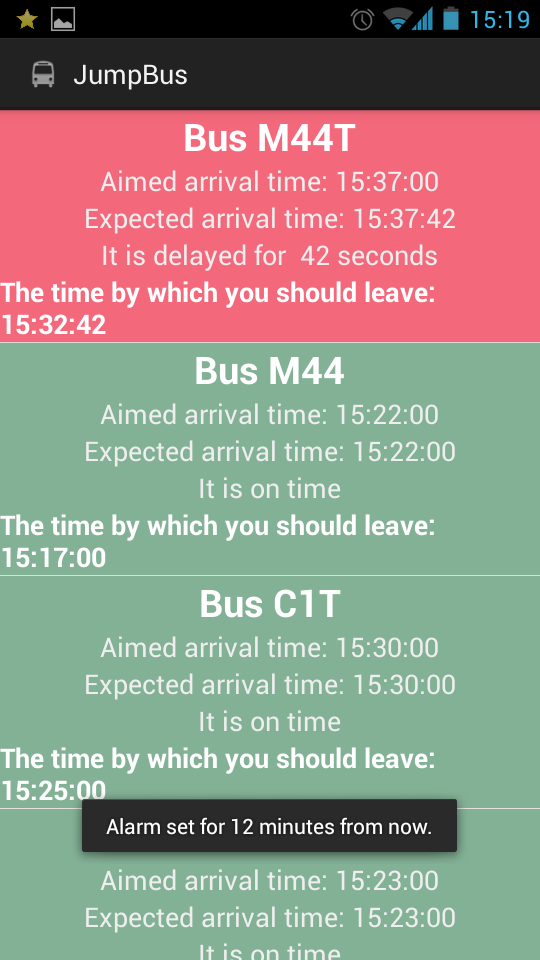 15:19
JumpBus
Bus M44T
Aimed arrival time: 15:37:00
Expected arrival time: 15:37:42
It is delayed for  42 seconds
The time by which you should leave:
15:32:42
Bus M44
Aimed arrival time: 15:22:00
Expected arrival time: 15:22:00
It is on time
The time by which you should leave:
15:17:00
Bus C1T
Aimed arrival time: 15:30:00
Expected arrival time: 15:30:00
It is on time
The time by which you should leave:
15:25:00
Alarm set for 12 minutes from now.
Aimed arrival time: 15:23:00
Expected arrival time: 15:23:00
It is on time